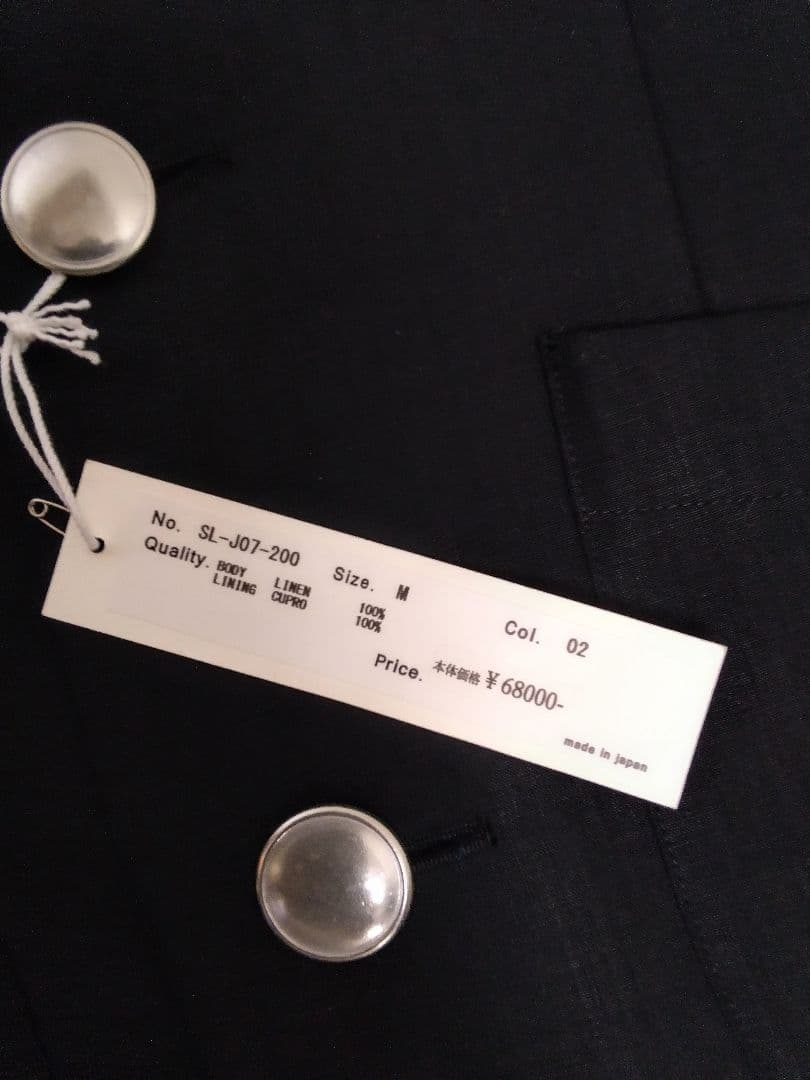 No. SL-J07-200 Size. M
Quality. BODY LINEN 100%
LINING CUPRO 100%
Col. 02
Price. 本体価格 ¥68000-
made in japan